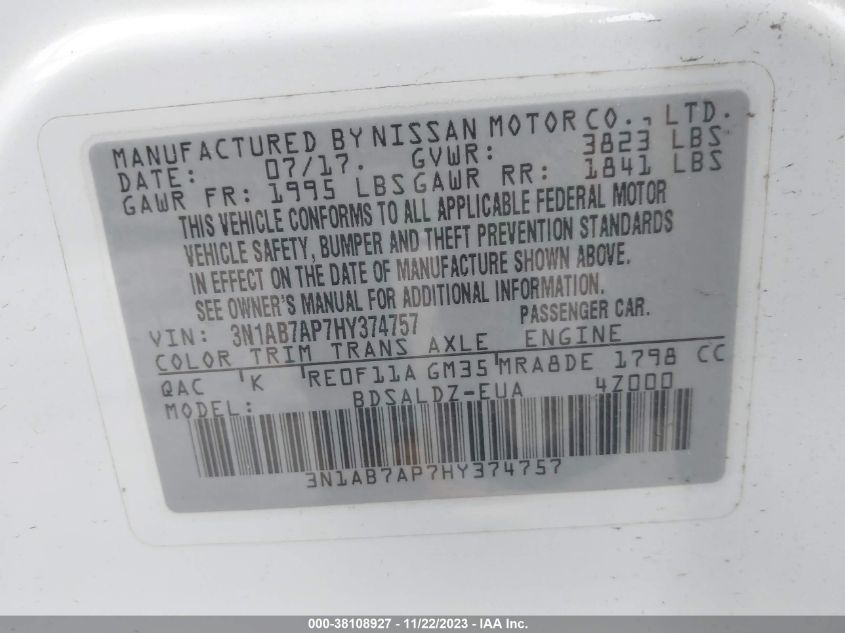 MANUFACTURED BY NISSAN MOTOR CO., LTD.
DATE: 07/17. GVWR: 3823 LBS
GAWR FR: 1995 LBS GAWR RR: 1841 LBS
THIS VEHICLE CONFORMS TO ALL APPLICABLE FEDERAL MOTOR
VEHICLE SAFETY, BUMPER AND THEFT PREVENTION STANDARDS
IN EFFECT ON THE DATE OF MANUFACTURE SHOWN ABOVE.
SEE OWNER'S MANUAL FOR ADDITIONAL INFORMATION.
VIN: 3N1AB7AP7HY374757 PASSENGER CAR.
COLOR TRIM TRANS AXLE ENGINE
QAC K RE0F11A GM35 MRA8DE 1798 CC
MODEL: BDSALDZ-EUA 4Z000
3N1AB7AP7HY374757
000-38108927 - 11/22/2023 - IAA Inc.